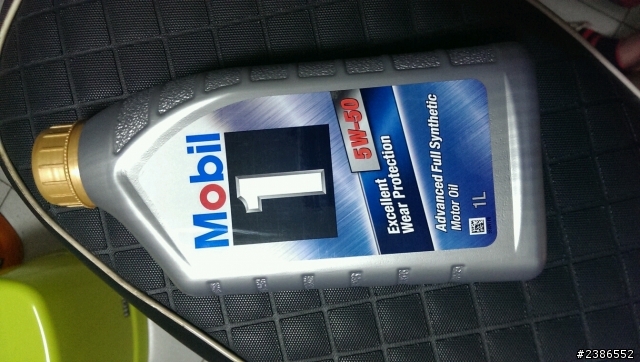 Mobil
1
5W-50
Excellent
Wear Protection
Advanced Full Synthetic
Motor Oil
1L
#2386552